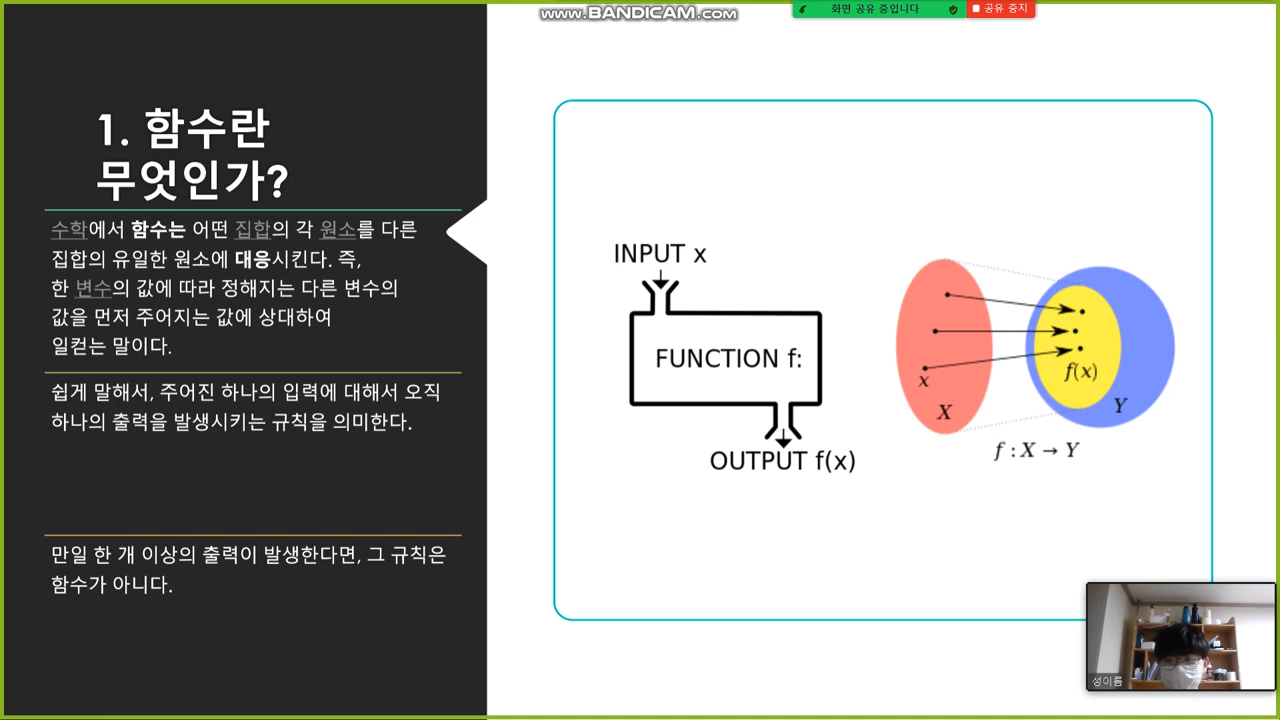 www.BANDICAM.com
화면 공유 중입니다
공유 중지
1. 함수란
무엇인가?
수학에서 함수는 어떤 집합의 각 원소를 다른
집합의 유일한 원소에 대응시킨다. 즉,
한 변수의 값에 따라 정해지는 다른 변수의
값을 먼저 주어지는 값에 상대하여
일컫는 말이다.
쉽게 말해서, 주어진 하나의 입력에 대해서 오직
하나의 출력을 발생시키는 규칙을 의미한다.
만일 한 개 이상의 출력이 발생한다면, 그 규칙은
함수가 아니다.
INPUT x
FUNCTION f:
OUTPUT f(x)
x
X
f(x)
Y
f : X → Y
성이름